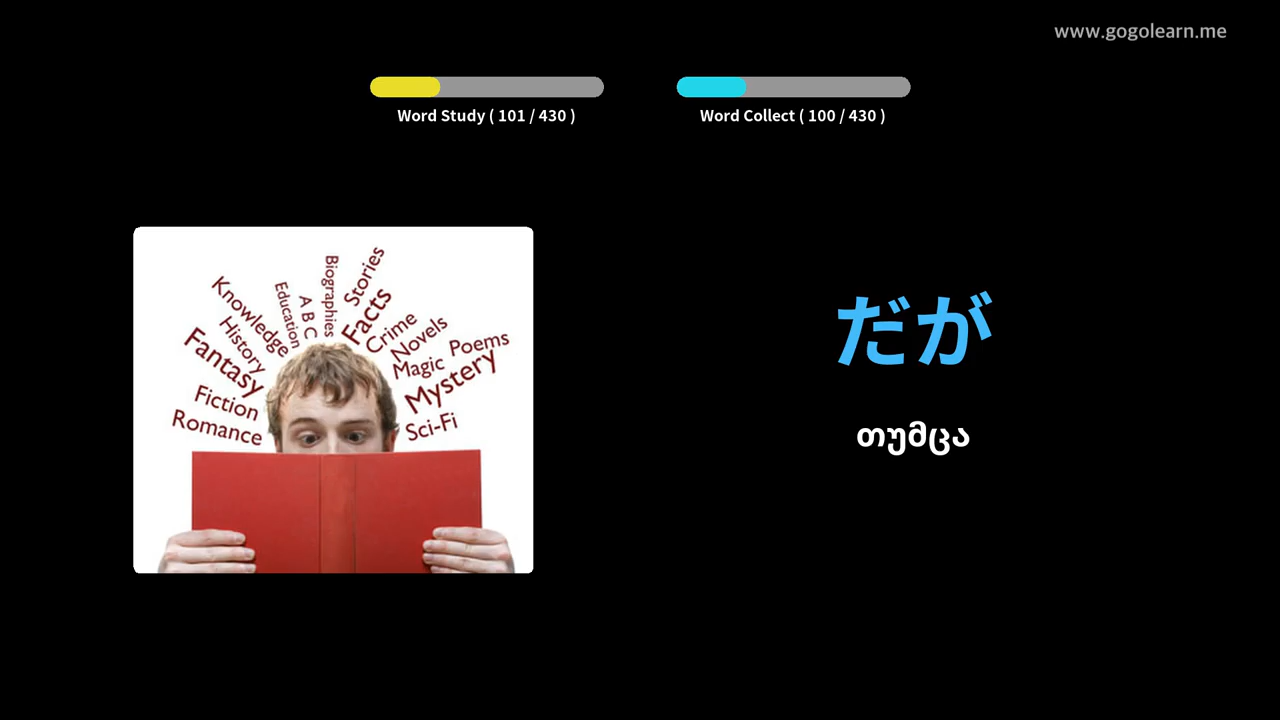 www.gogolearn.me
Word Study ( 101 / 430 )
Word Collect ( 100 / 430 )
Biographies
Stories
Education
A B C
Facts
Knowledge
Crime
History
Novels
Poems
Fantasy
Magic
Mystery
Fiction
Romance
Sci-Fi
だが
თუმცა